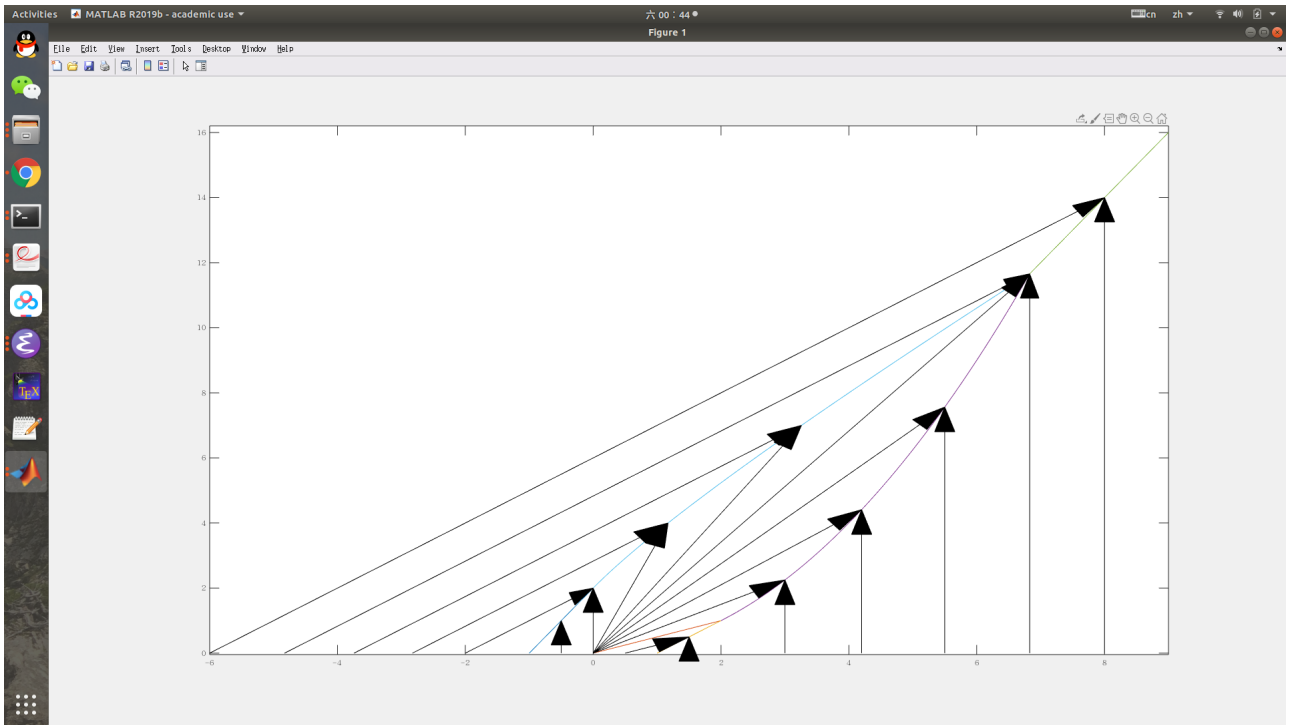 Activities MATLAB R2019b - academic use 六 00：44 cn zh
Figure 1
File Edit View Insert Tools Desktop Window Help
16
14
12
10
8
6
4
2
0
-6 -4 -2 0 2 4 6 8
TEX